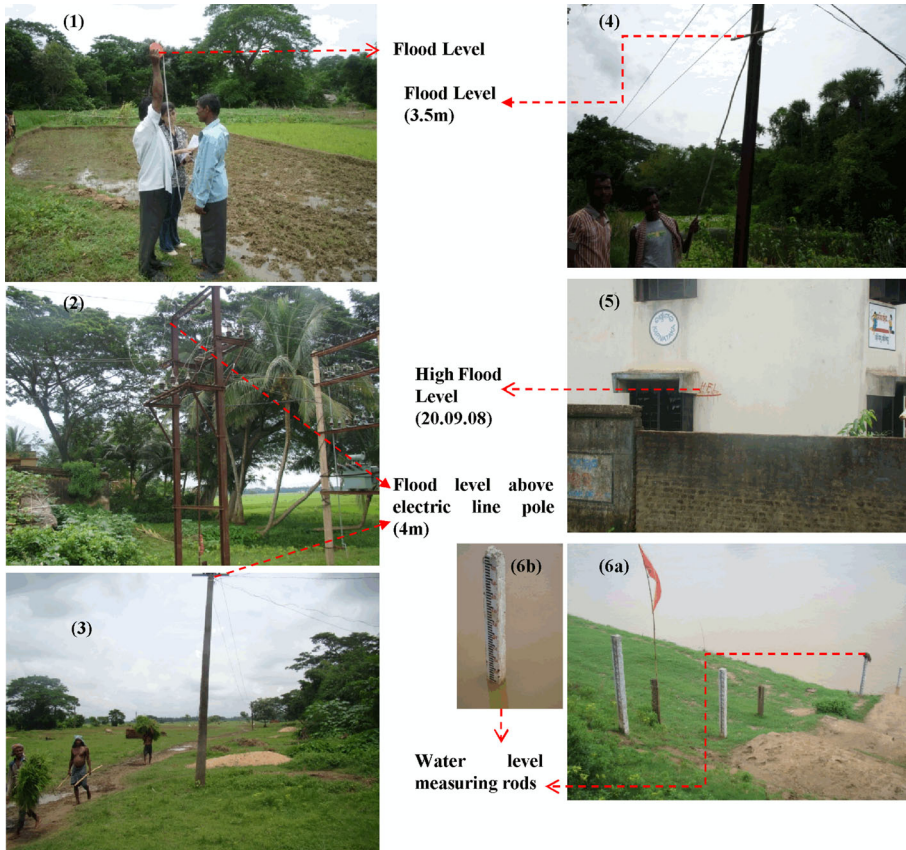 (1)
Flood Level
(4)
Flood Level
(3.5m)
(2)
(5)
High Flood
Level
(20.09.08)
HFL
Flood level above
electric line pole
(4m)
(3)
(6b)
(6a)
Water level
measuring rods